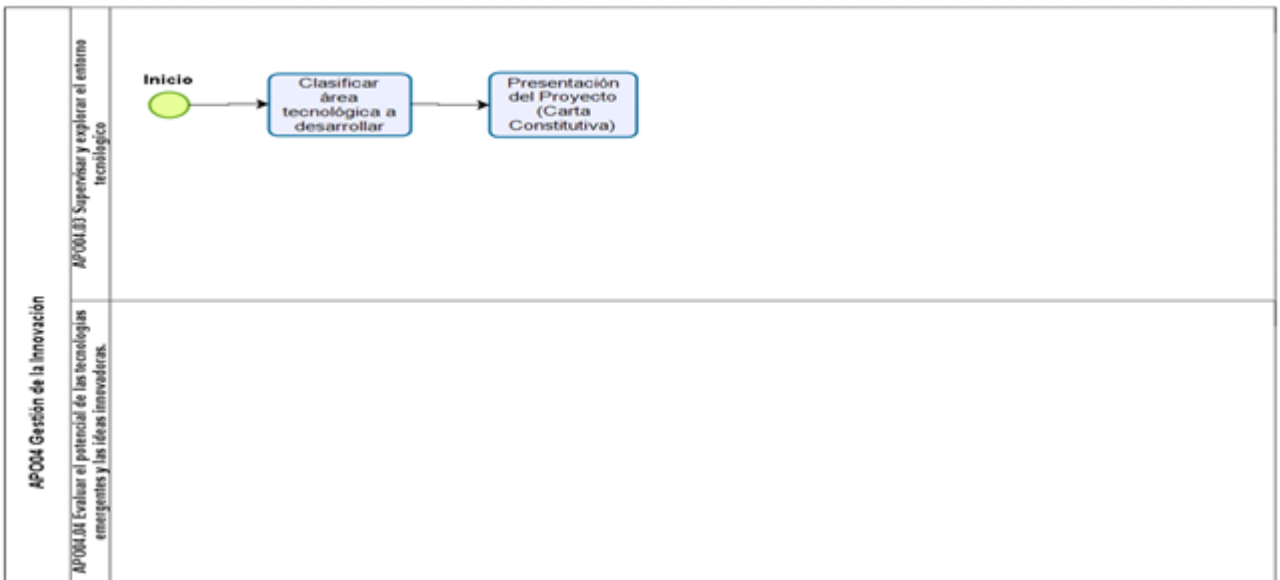 APO04 Gestión de la Innovación
APO04.03 Supervisar y explorar el entorno
tecnólogico
Inicio
Clasificar
área
tecnológica a
desarrollar
Presentación
del Proyecto
(Carta
Constitutiva)
APO04.04 Evaluar el potencial de las tecnologías
emergentes y las ideas innovadoras.